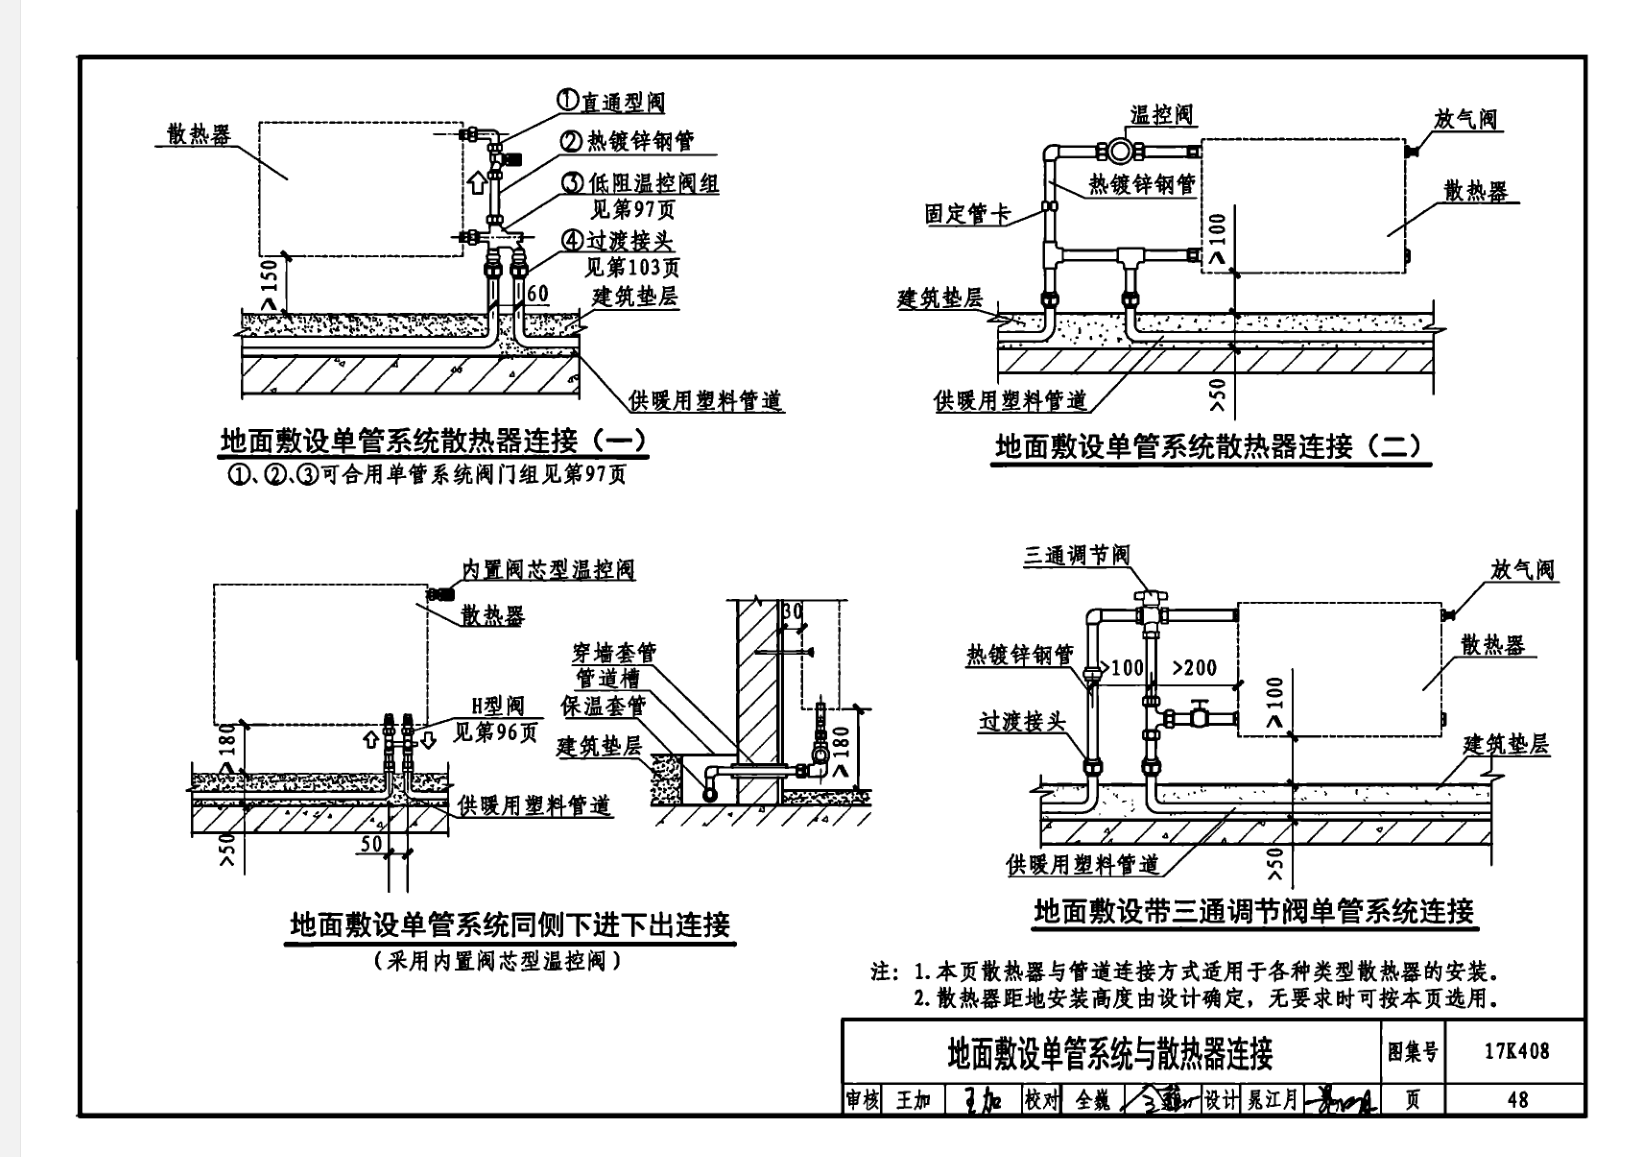 ①直通型阀
散热器
②热镀锌钢管
③低阻温控阀组
见第97页
④过渡接头
见第103页
>150
60
建筑垫层
供暖用塑料管道
地面敷设单管系统散热器连接（一）
①、②、③可合用单管系统阀门组见第97页
温控阀
放气阀
热镀锌钢管
散热器
固定管卡
>100
建筑垫层
>50
供暖用塑料管道
地面敷设单管系统散热器连接（二）
内置阀芯型温控阀
散热器
H型阀
见第96页
>180
供暖用塑料管道
>50
50
30
穿墙套管
管道槽
保温套管
建筑垫层
>180
地面敷设单管系统同侧下进下出连接
（采用内置阀芯型温控阀）
三通调节阀
放气阀
热镀锌钢管
>100
>200
散热器
>100
过渡接头
建筑垫层
供暖用塑料管道
>50
地面敷设带三通调节阀单管系统连接
注：1.本页散热器与管道连接方式适用于各种类型散热器的安装。
2.散热器距地安装高度由设计确定，无要求时可按本页选用。
地面敷设单管系统与散热器连接
图集号
17K408
审核
王加
王加
校对
全巍
设计
晁江月
页
48